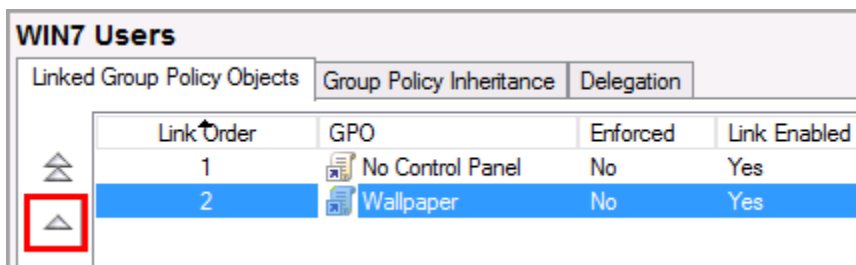 WIN7 Users
Linked Group Policy Objects Group Policy Inheritance Delegation
Link Order GPO Enforced Link Enabled
1 No Control Panel No Yes
2 Wallpaper No Yes